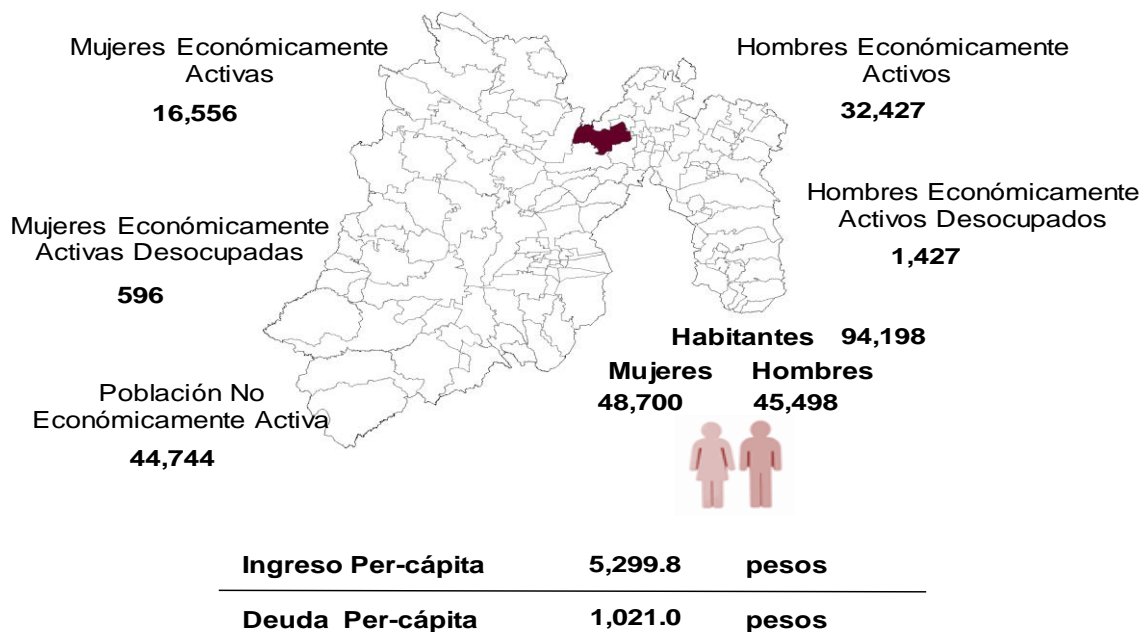 Mujeres Económicamente
Activas
16,556
Hombres Económicamente
Activos
32,427
Mujeres Económicamente
Activas Desocupadas
596
Hombres Económicamente
Activos Desocupados
1,427
Habitantes 94,198
Mujeres Hombres
48,700 45,498
Población No
Económicamente Activa
44,744
Ingreso Per-cápita 5,299.8 pesos
Deuda Per-cápita 1,021.0 pesos